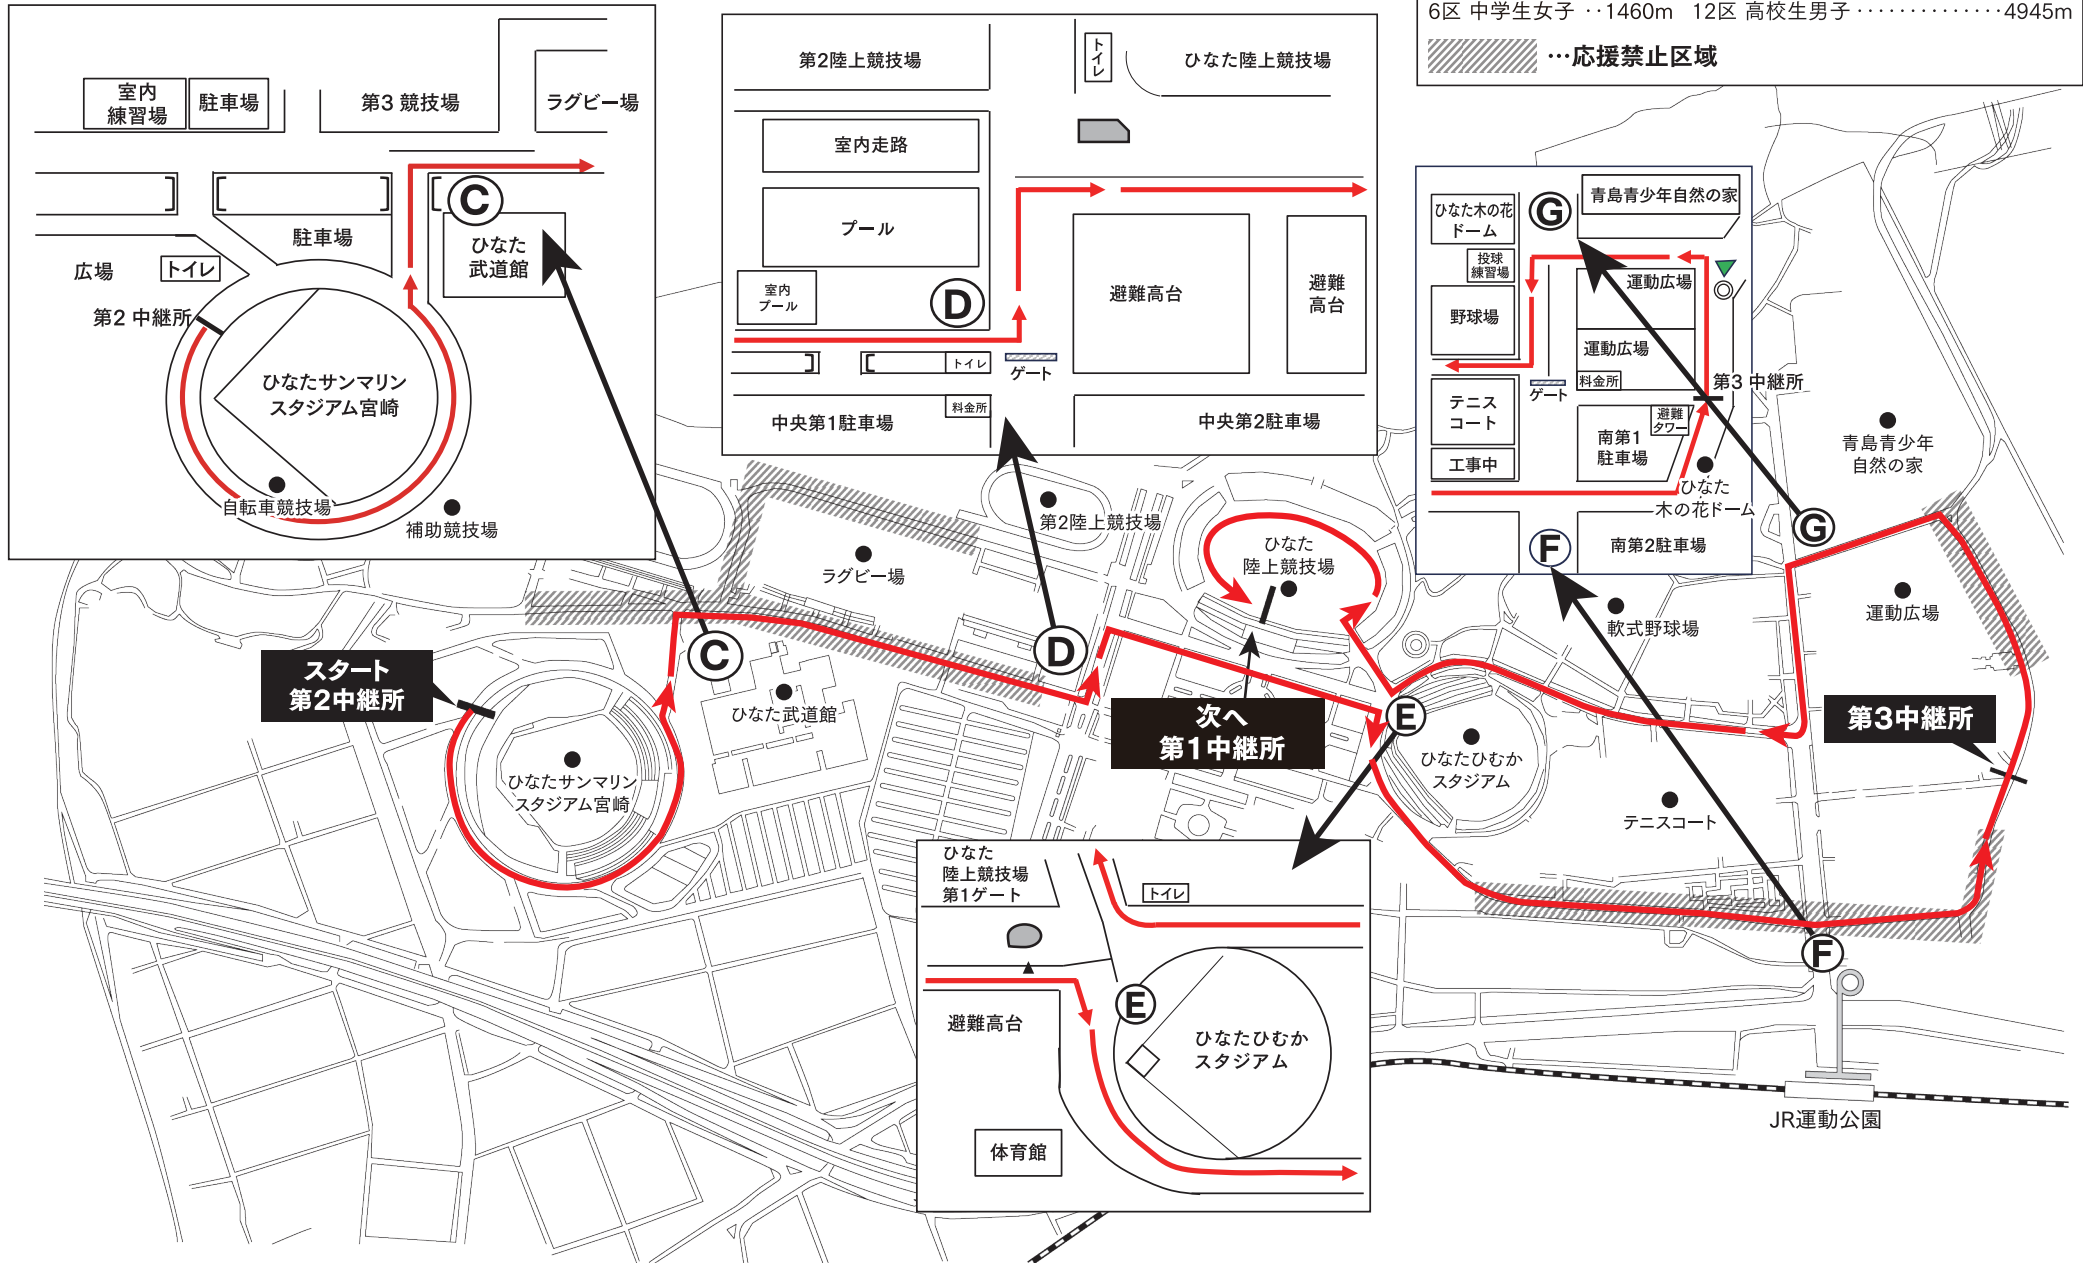 6区 中学生女子 ‥1460m 12区 高校生男子 ‥‥‥‥‥‥‥4945m
…応援禁止区域
室内
練習場
駐車場
第3 競技場
ラグビー場
C
ひなた
武道館
駐車場
広場
トイレ
第2 中継所
ひなたサンマリン
スタジアム宮崎
自転車競技場
補助競技場
第2陸上競技場
トイレ
ひなた陸上競技場
室内走路
プール
室内
プール
D
避難高台
避難
高台
トイレ
ゲート
中央第1駐車場
料金所
中央第2駐車場
ひなた木の花
ドーム
G
青島青少年自然の家
投球
練習場
運動広場
野球場
運動広場
料金所
第3 中継所
ゲート
テニス
コート
避難
タワー
南第1
駐車場
工事中
ひなた
木の花ドーム
F
南第2駐車場
青島青少年
自然の家
G
第2陸上競技場
ラグビー場
ひなた
陸上競技場
軟式野球場
運動広場
スタート
第2中継所
C
D
ひなた武道館
次へ
第1中継所
E
第3中継所
ひなたひむか
スタジアム
ひなたサンマリン
スタジアム宮崎
テニスコート
F
ひなた
陸上競技場
第1ゲート
トイレ
E
避難高台
ひなたひむか
スタジアム
体育館
JR運動公園